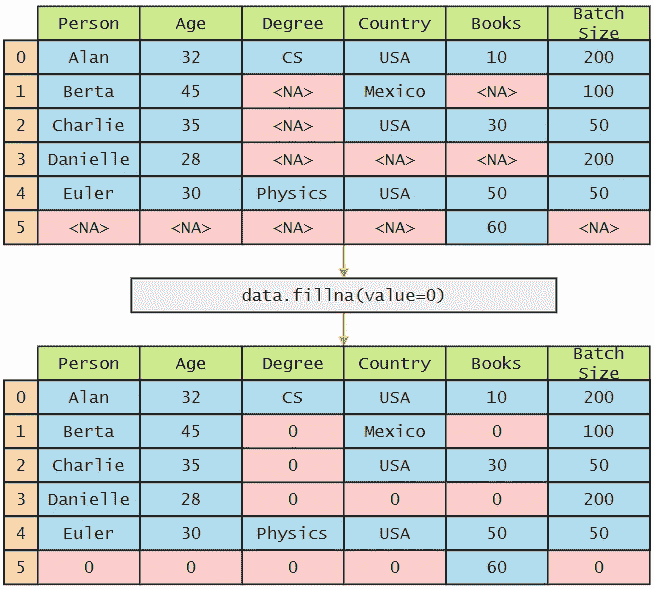 Person Age Degree Country Books Batch Size
0 Alan 32 CS USA 10 200
1 Berta 45 <NA> Mexico <NA> 100
2 Charlie 35 <NA> USA 30 50
3 Danielle 28 <NA> <NA> <NA> 200
4 Euler 30 Physics USA 50 50
5 <NA> <NA> <NA> <NA> 60 <NA>
data.fillna(value=0)
Person Age Degree Country Books Batch Size
0 Alan 32 CS USA 10 200
1 Berta 45 0 Mexico 0 100
2 Charlie 35 0 USA 30 50
3 Danielle 28 0 0 0 200
4 Euler 30 Physics USA 50 50
5 0 0 0 0 60 0